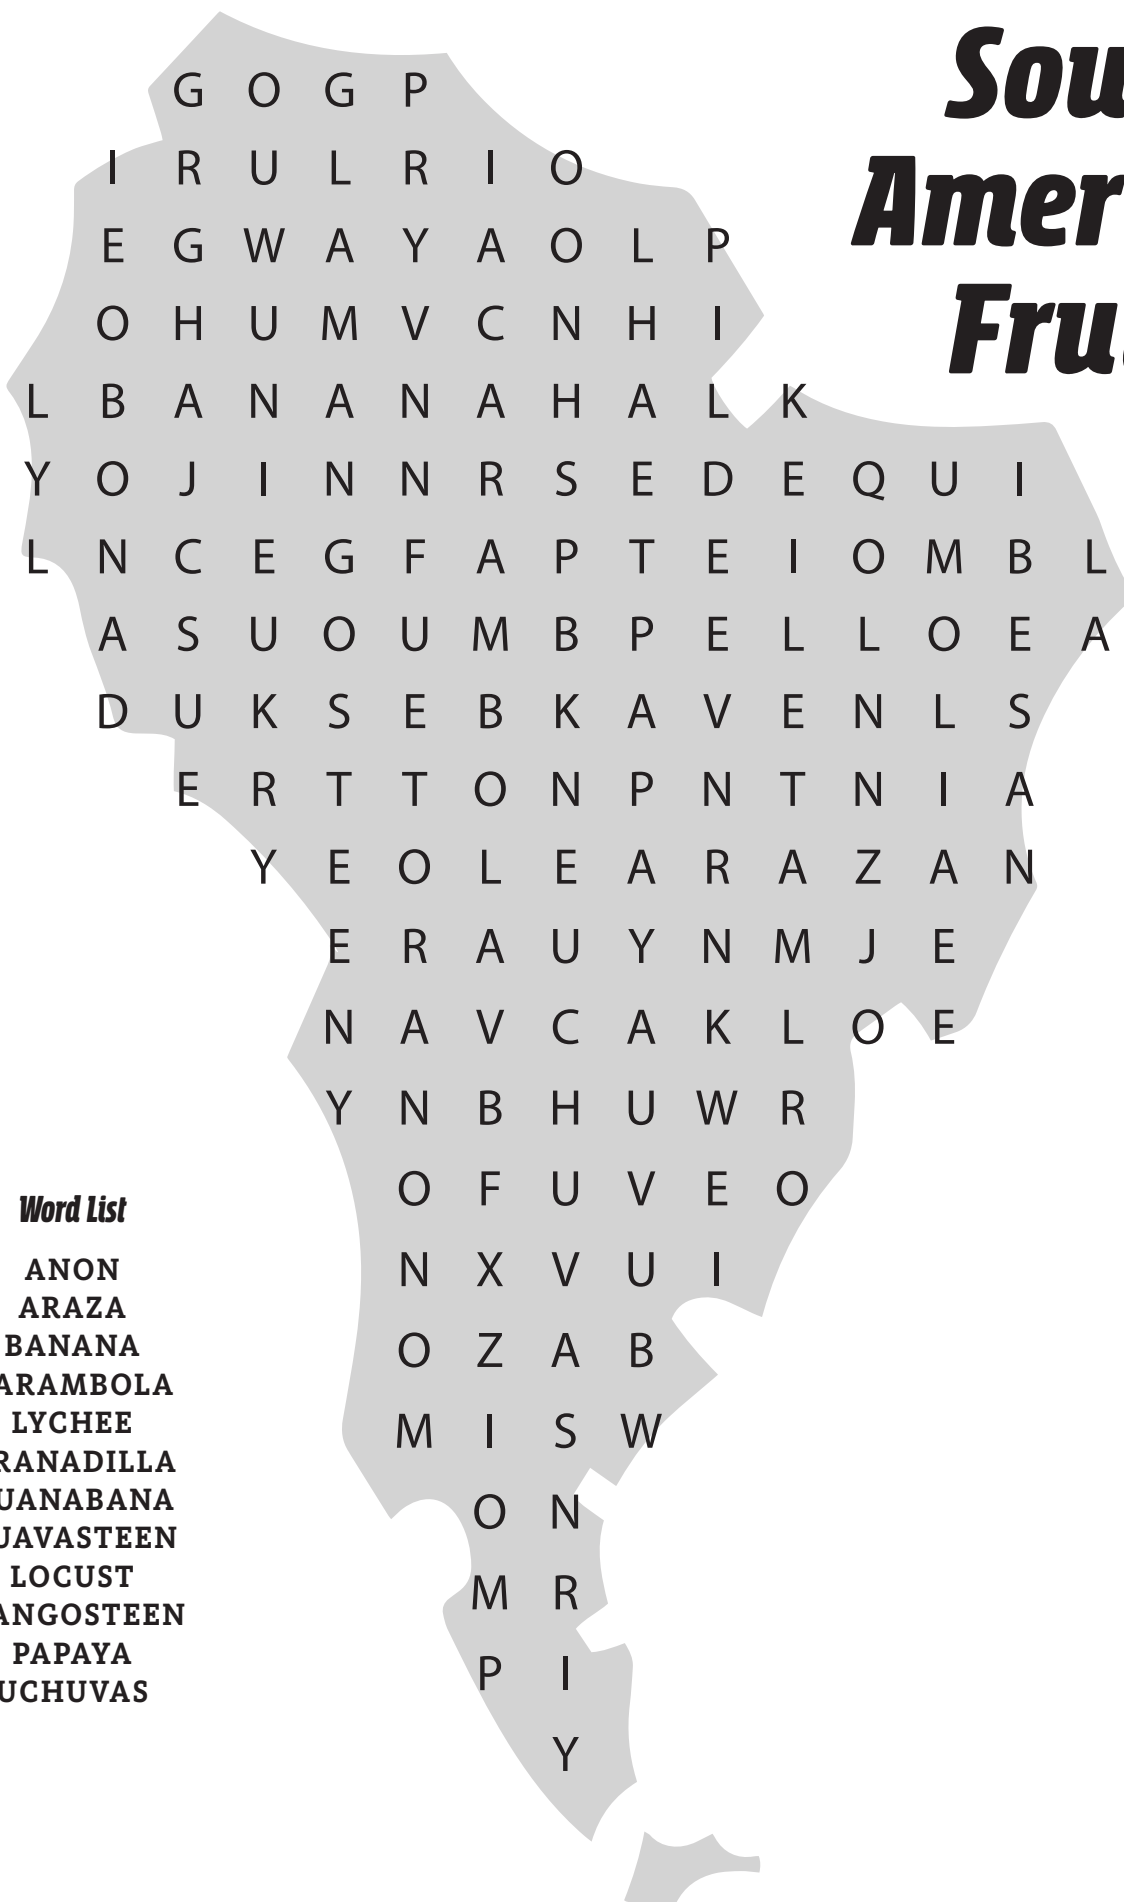 Sou
Amer
Fru
G O G P
I R U L R I O
E G W A Y A O L P
O H U M V C N H I
L B A N A N A H A L K
Y O J I N N R S E D E Q U I
L N C E G F A P T E I O M B L
A S U O U M B P E L L O E A
D U K S E B K A V E N L S
E R T T O N P N T N I A
Y E O L E A R A Z A N
E R A U Y N M J E
N A V C A K L O E
Y N B H U W R
O F U V E O
N X V U I
O Z A B
M I S W
O N
M R
P I
Y
Word List
ANON
ARAZA
BANANA
ARAMBOLA
LYCHEE
RANADILLA
UANABANA
UAVASTEEN
LOCUST
ANGOSTEEN
PAPAYA
UCHUVAS